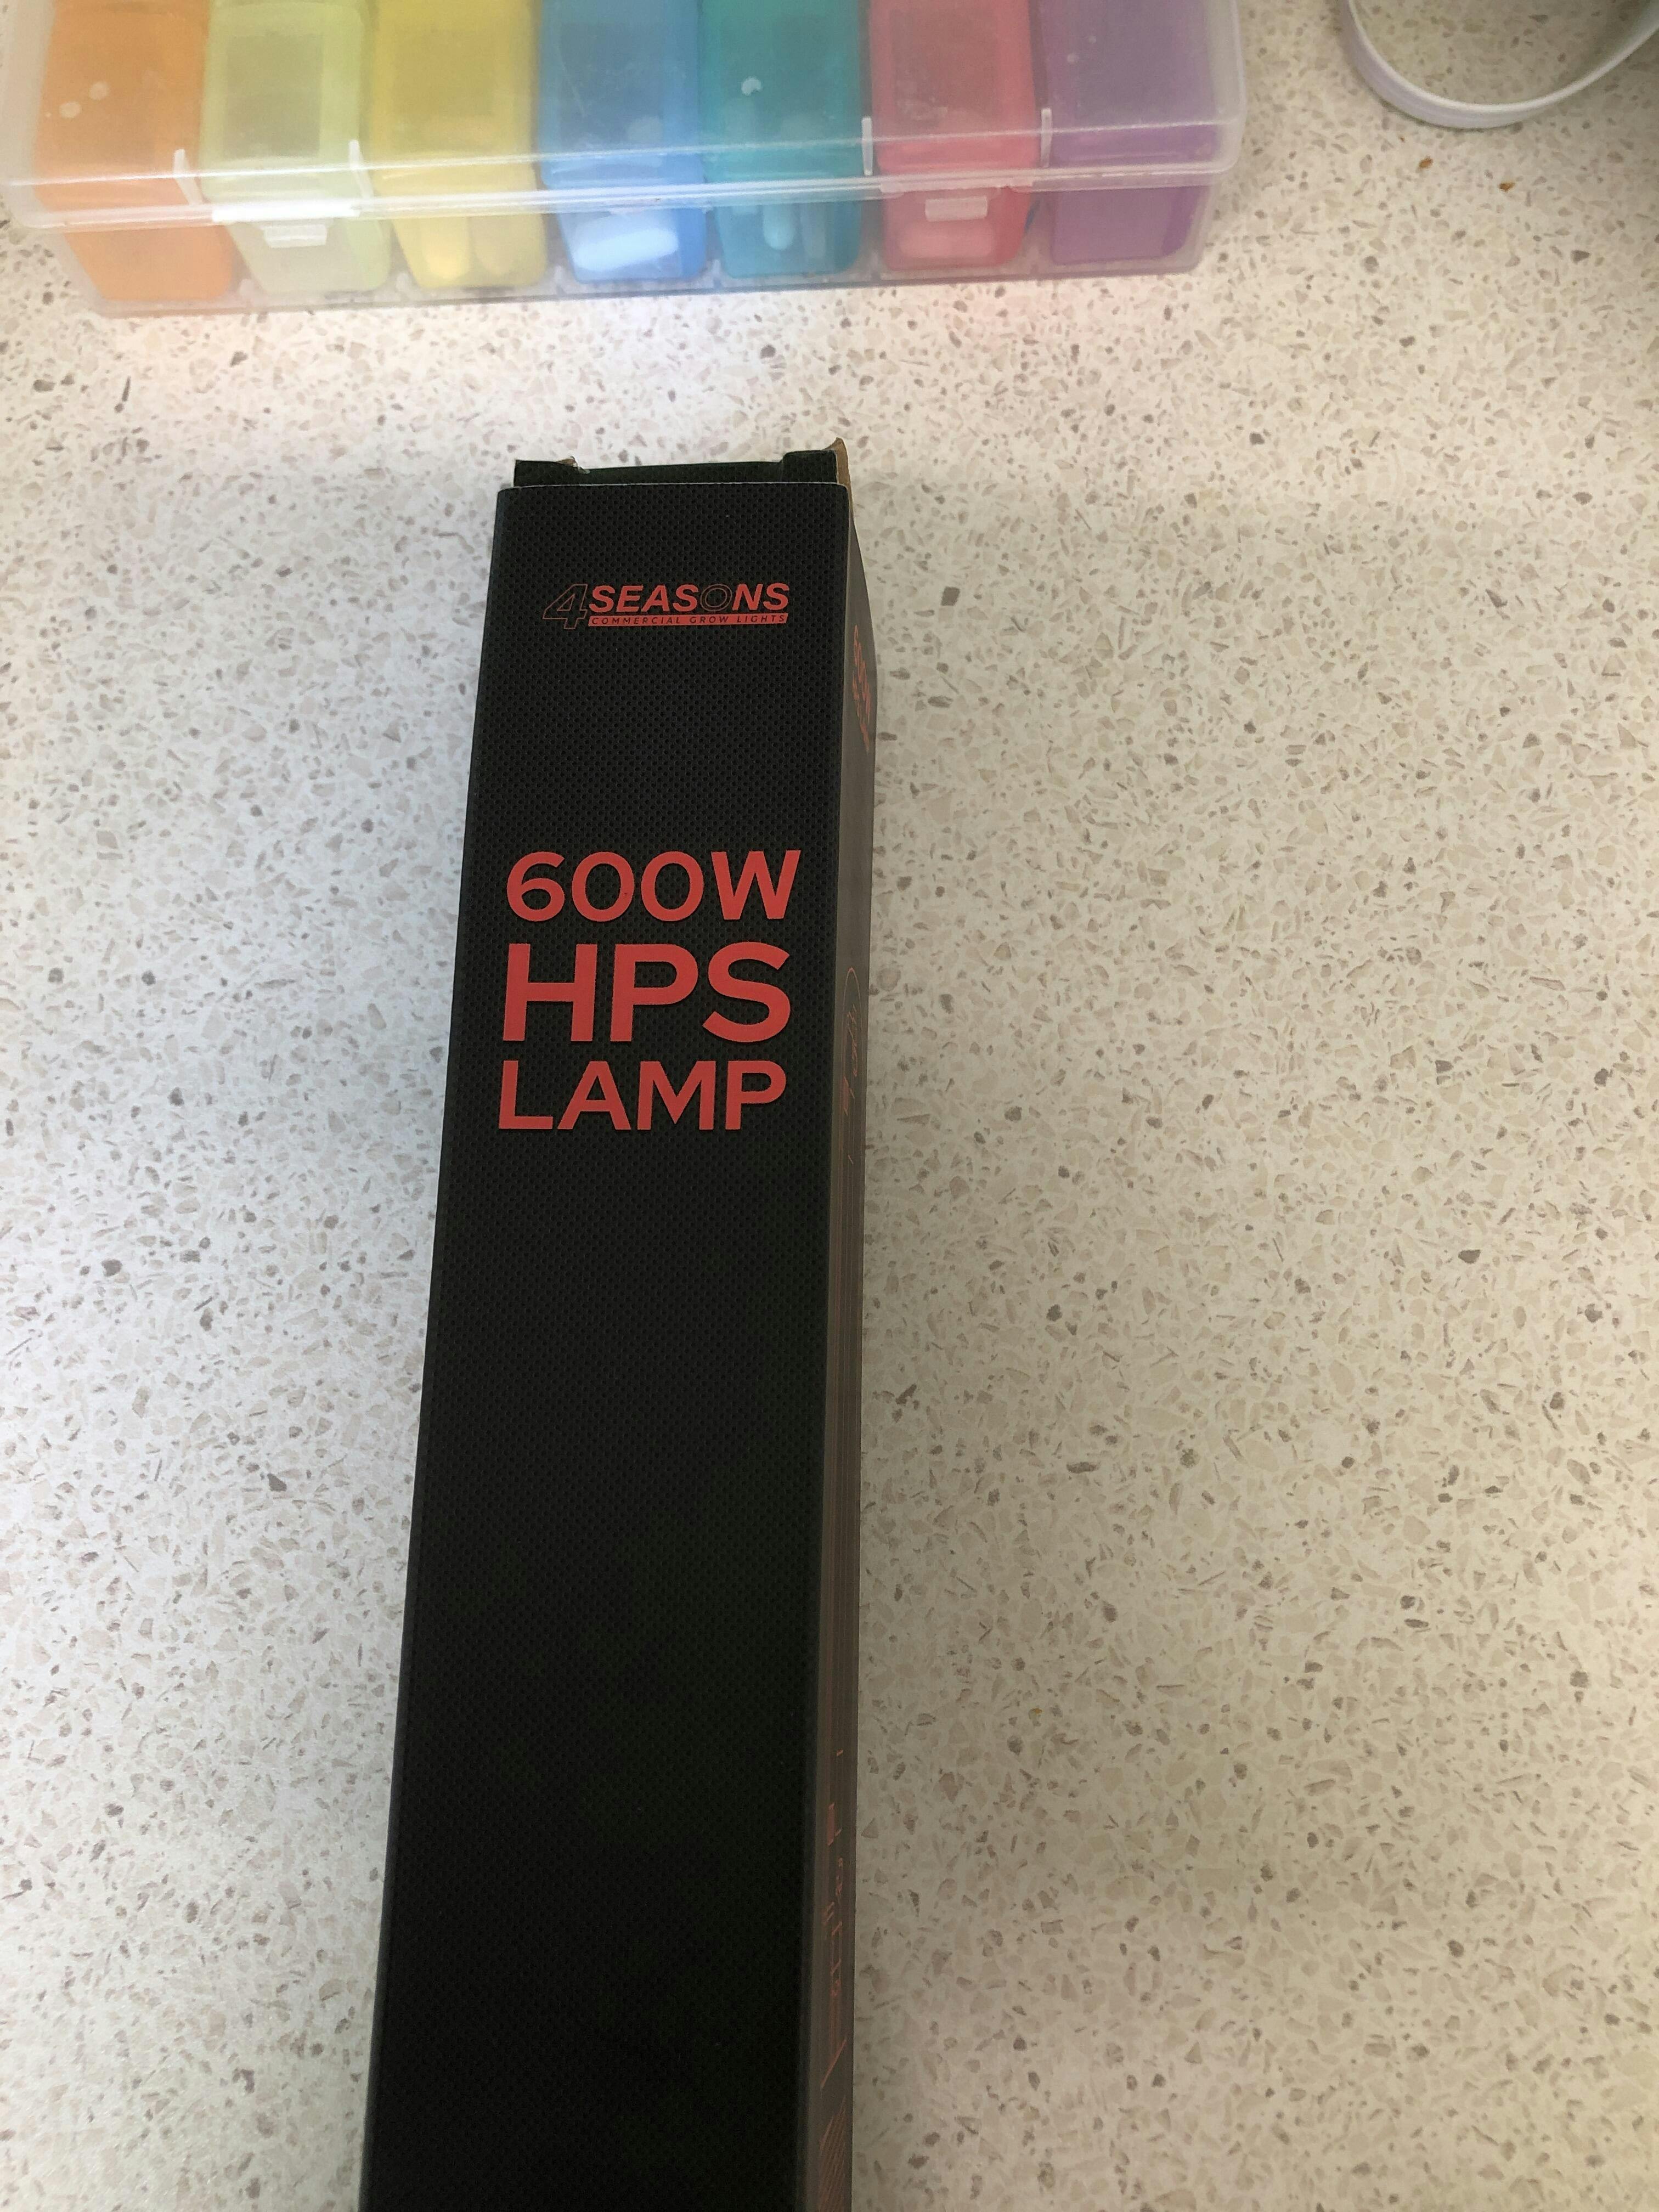 4SEASONS
COMMERCIAL GROW LIGHTS
600W
HPS
LAMP